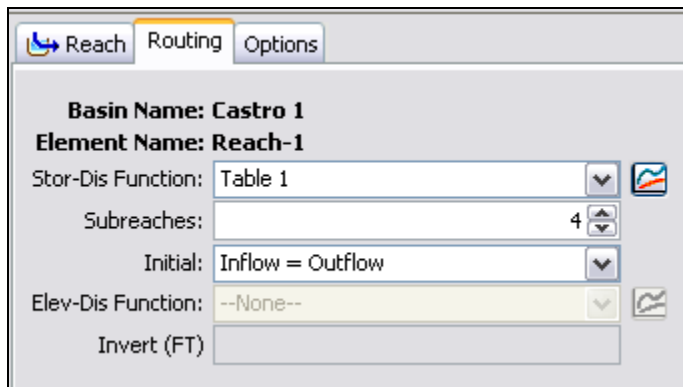 Reach Routing Options
Basin Name: Castro 1
Element Name: Reach-1
Stor-Dis Function: Table 1
Subreaches: 4
Initial: Inflow = Outflow
Elev-Dis Function: --None--
Invert (FT)